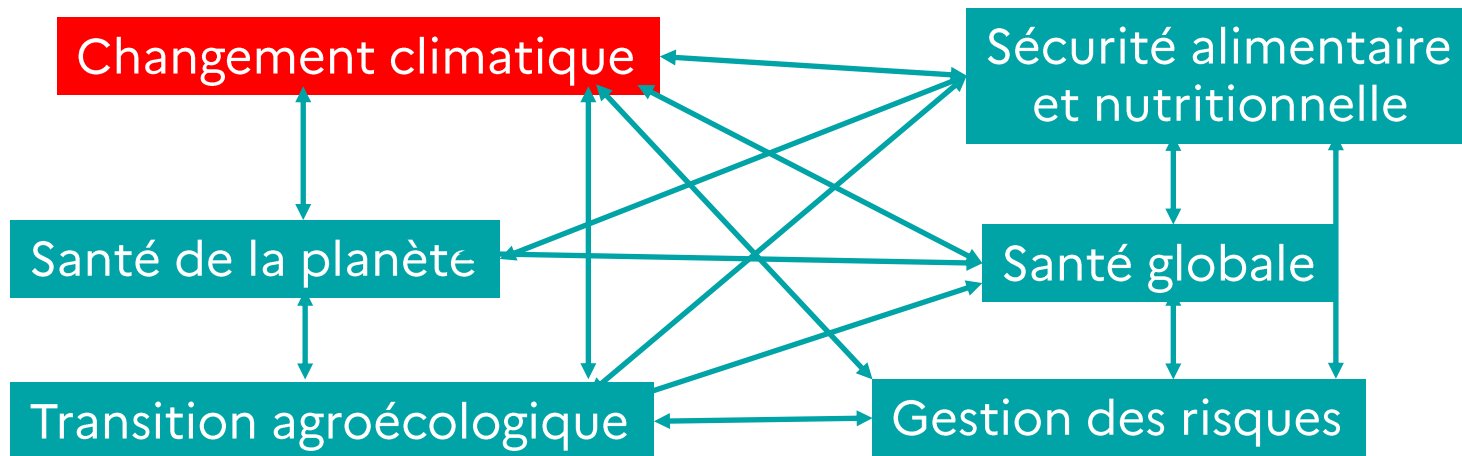 Changement climatique
Sécurité alimentaire
et nutritionnelle
Santé de la planète
Santé globale
Transition agroécologique
Gestion des risques